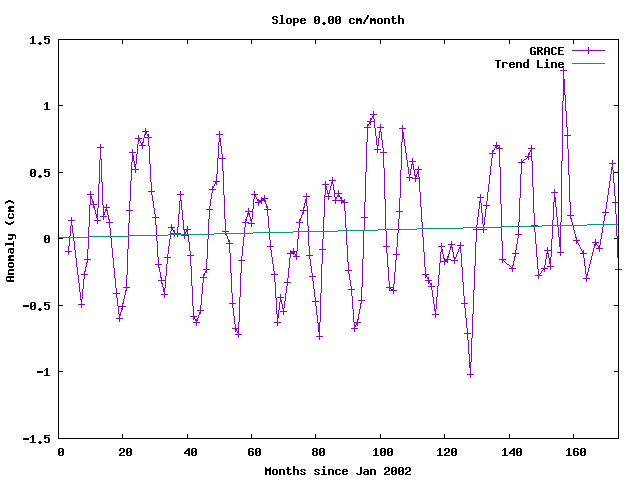 Slope 0.00 cm/month
GRACE
Trend Line
1.5
1
0.5
0
-0.5
-1
-1.5
Anomaly (cm)
0 20 40 60 80 100 120 140 160
Months since Jan 2002